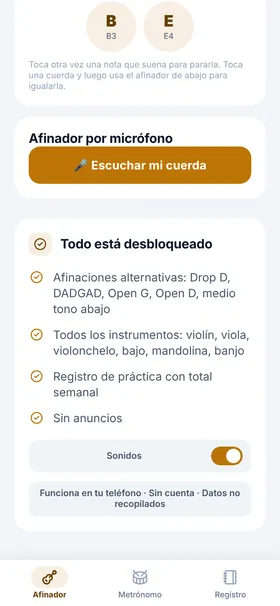 B
B3
E
E4
Toca otra vez una nota que suena para pararla. Toca
una cuerda y luego usa el afinador de abajo para
igualarla.
Afinador por micrófono
🎤 Escuchar mi cuerda
Todo está desbloqueado
Afinaciones alternativas: Drop D,
DADGAD, Open G, Open D, medio
tono abajo
Todos los instrumentos: violín, viola,
violonchelo, bajo, mandolina, banjo
Registro de práctica con total
semanal
Sin anuncios
Sonidos
Funciona en tu teléfono · Sin cuenta · Datos no
recopilados
Afinador
Metrónomo
Registro